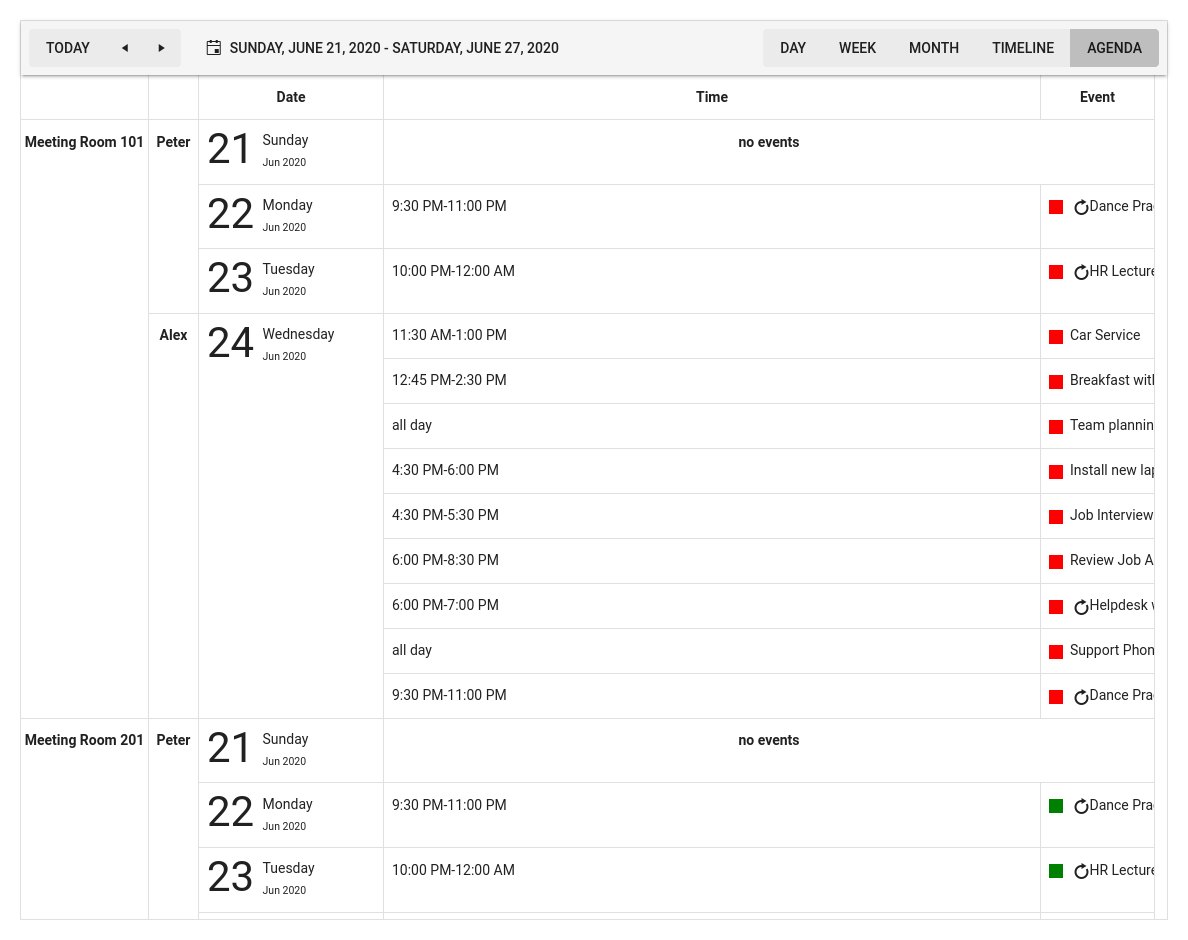 TODAY SUNDAY, JUNE 21, 2020 - SATURDAY, JUNE 27, 2020 DAY WEEK MONTH TIMELINE AGENDA
Date Time Event
Meeting Room 101 Peter 21 Sunday no events
Jun 2020
22 Monday 9:30 PM-11:00 PM Dance
Jun 2020
23 Tuesday 10:00 PM-12:00 AM HR Lecture
Jun 2020
Alex 24 Wednesday 11:30 AM-1:00 PM Car Service
Jun 2020
12:45 PM-2:30 PM Breakfast
all day Team
4:30 PM-6:00 PM Install new
4:30 PM-5:30 PM Job Interview
6:00 PM-8:30 PM Review Job
6:00 PM-7:00 PM Helpdesk
all day Support
9:30 PM-11:00 PM Dance
Meeting Room 201 Peter 21 Sunday no events
Jun 2020
22 Monday 9:30 PM-11:00 PM Dance
Jun 2020
23 Tuesday 10:00 PM-12:00 AM HR Lecture
Jun 2020